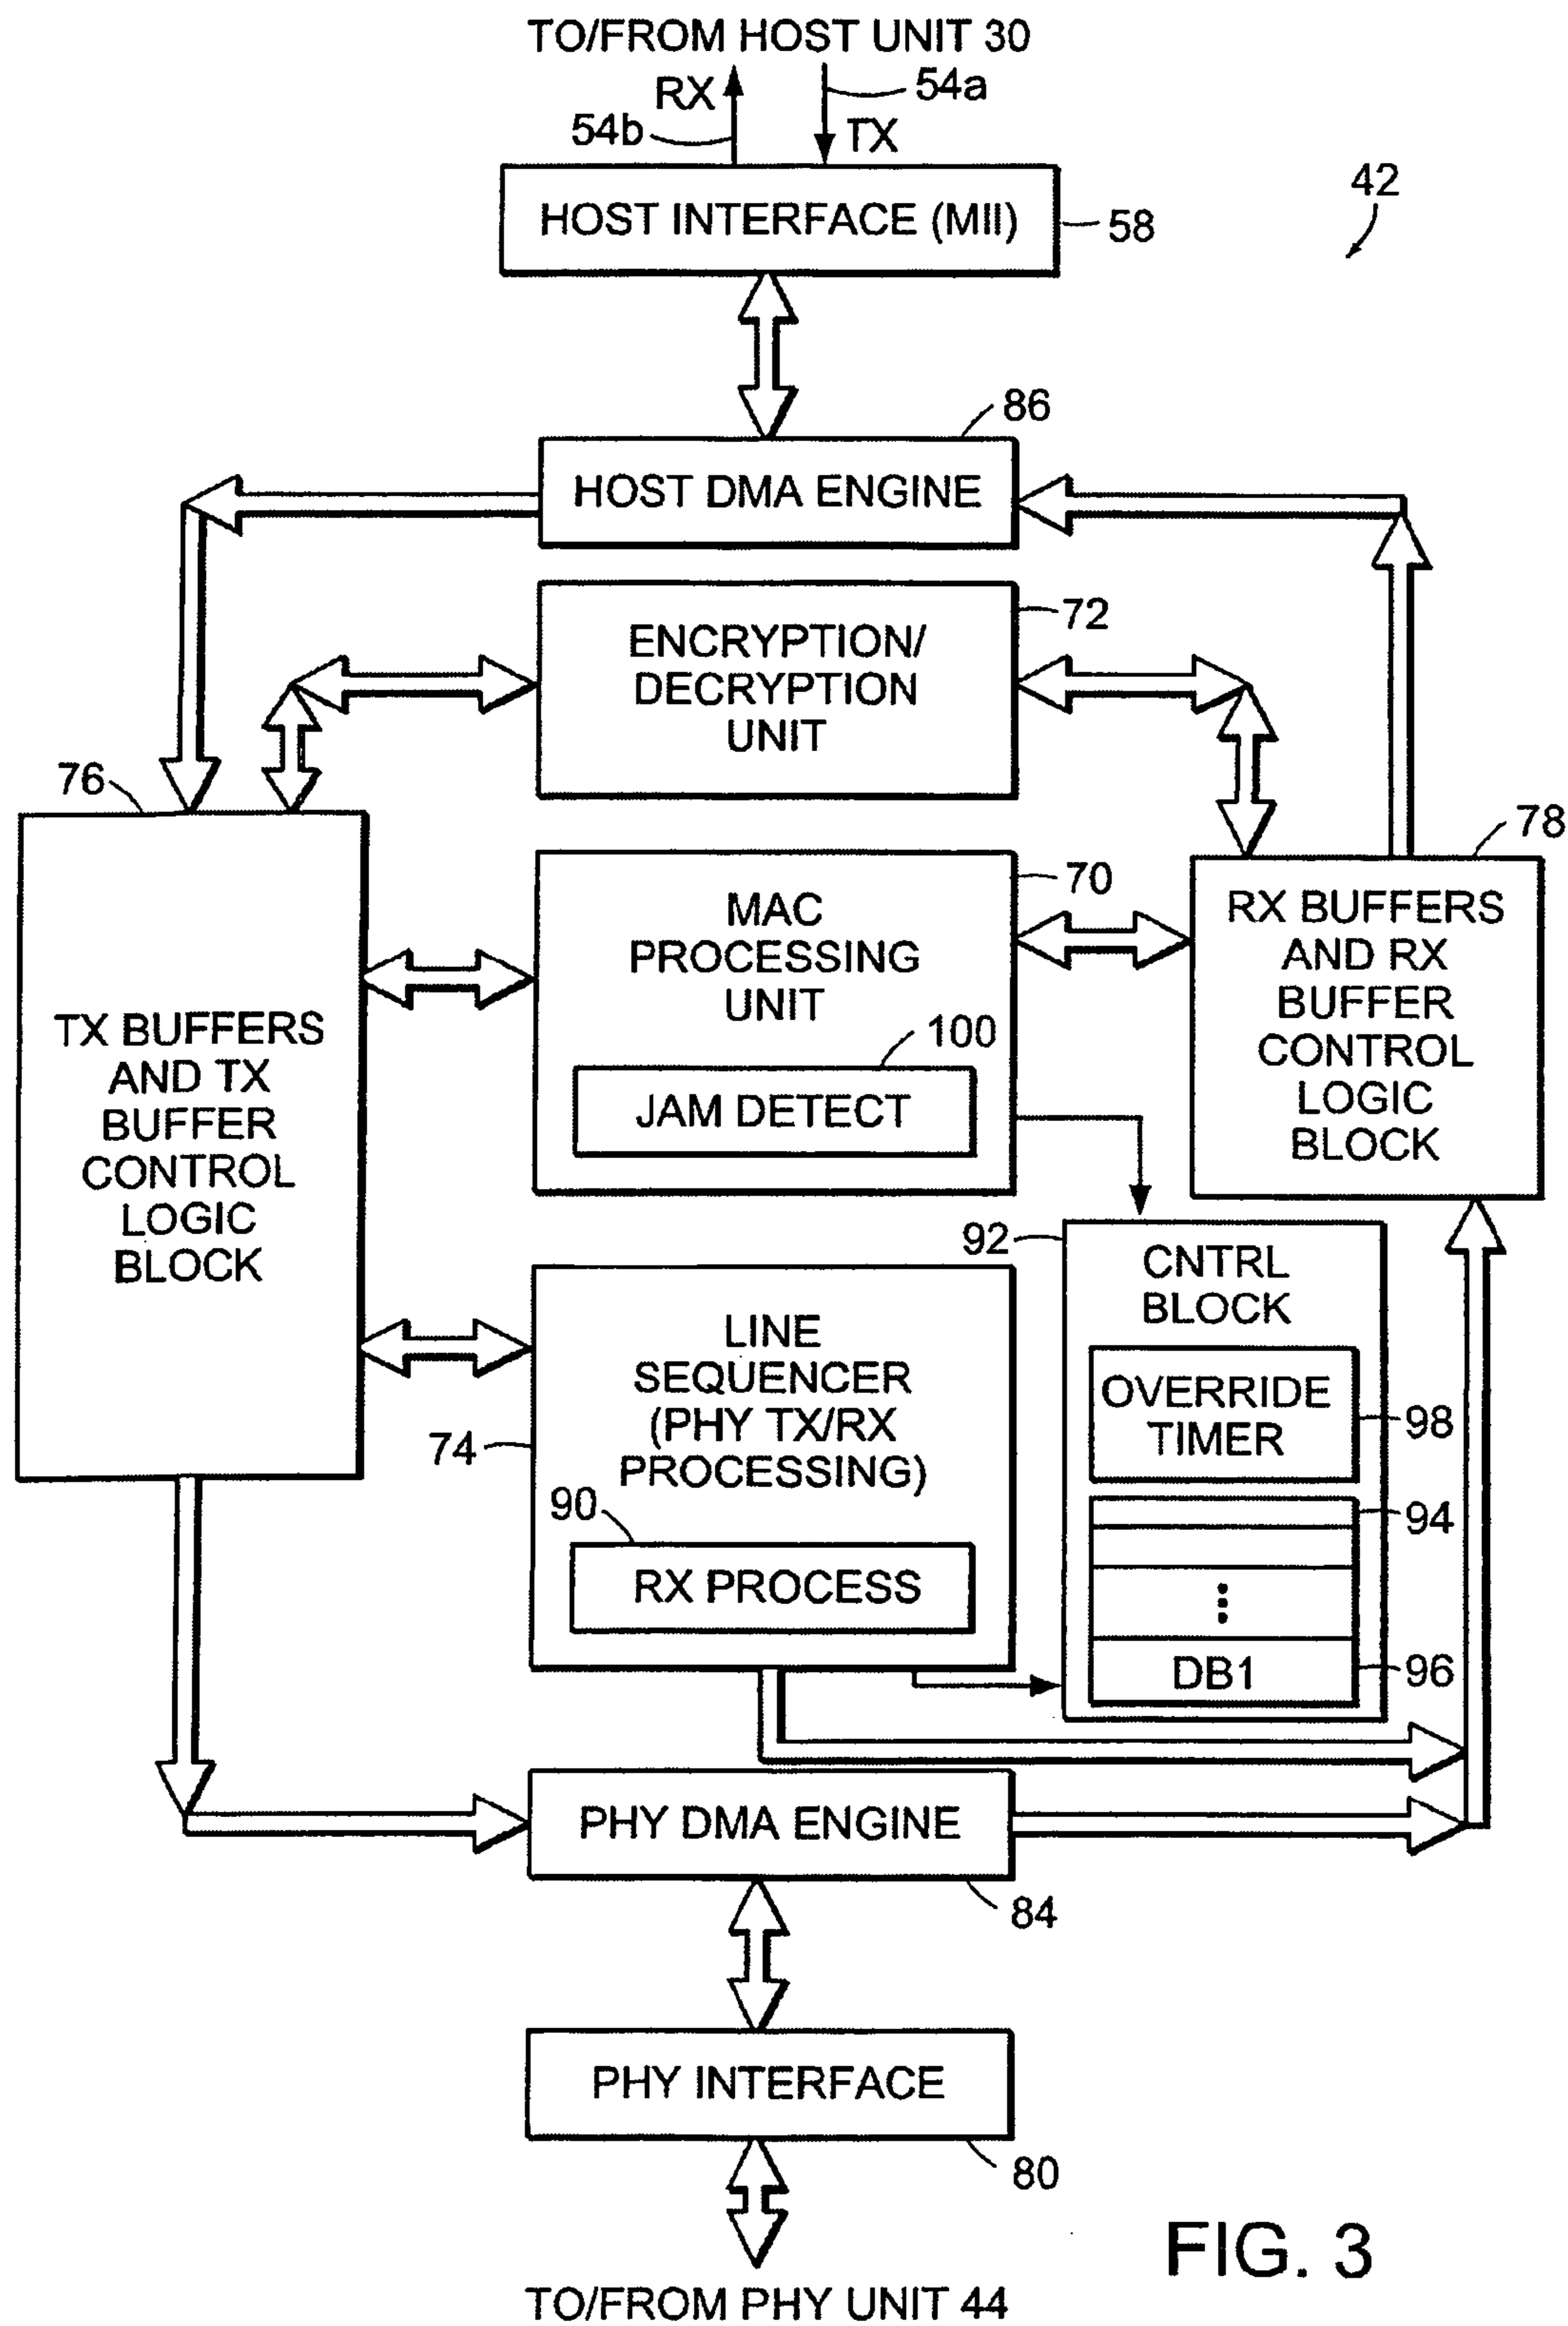 TO/FROM HOST UNIT 30
RX
54a
54b
TX
42
HOST INTERFACE (MII)
58
86
HOST DMA ENGINE
72
ENCRYPTION/
DECRYPTION
UNIT
76
78
70
MAC
PROCESSING
UNIT
100
JAM DETECT
RX BUFFERS
AND RX
BUFFER
CONTROL
LOGIC
BLOCK
TX BUFFERS
AND TX
BUFFER
CONTROL
LOGIC
BLOCK
92
CNTRL
BLOCK
OVERRIDE
TIMER
98
94
DB1
96
LINE
SEQUENCER
(PHY TX/RX
PROCESSING)
74
90
RX PROCESS
PHY DMA ENGINE
84
PHY INTERFACE
80
TO/FROM PHY UNIT 44
FIG. 3